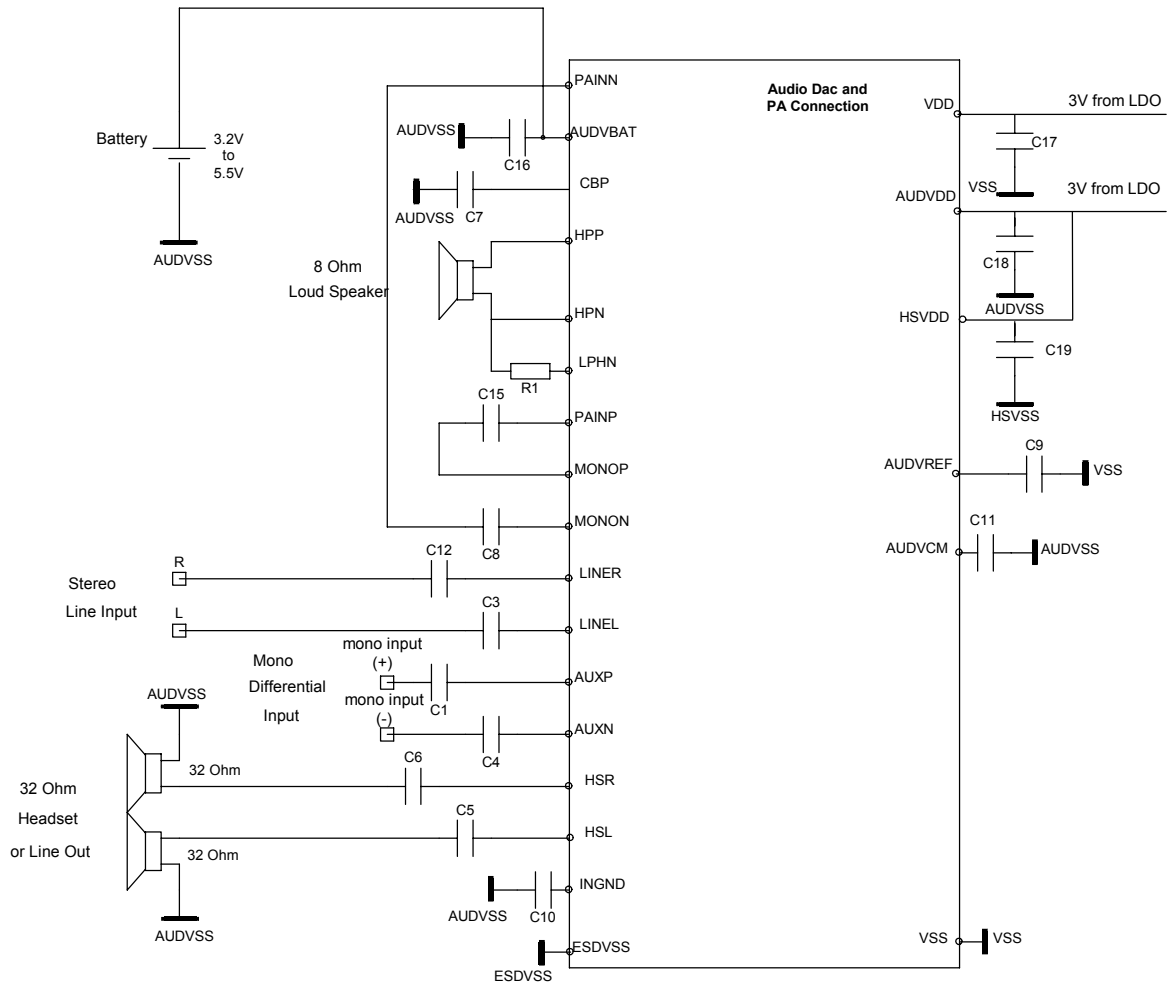 Audio Dac and
PA Connection
Battery
3.2V
to
5.5V
AUDVSS
PAINN
AUDVSS
C16
AUDVBAT
AUDVSS
C7
CBP
8 Ohm
Loud Speaker
HPP
HPN
R1
LPHN
C15
PAINP
MONOP
C8
MONON
Stereo
Line Input
R
C12
LINER
L
C3
LINEL
Mono
Differential
Input
mono input
(+)
C1
AUXP
mono input
(-)
C4
AUXN
32 Ohm
Headset
or Line Out
AUDVSS
32 Ohm
C6
HSR
32 Ohm
C5
HSL
AUDVSS
AUDVSS
C10
INGND
ESDVSS
ESDVSS
VDD
3V from LDO
C17
VSS
AUDVDD
3V from LDO
C18
AUDVSS
HSVDD
C19
HSVSS
AUDVREF
C9
VSS
AUDVCM
C11
AUDVSS
VSS
VSS